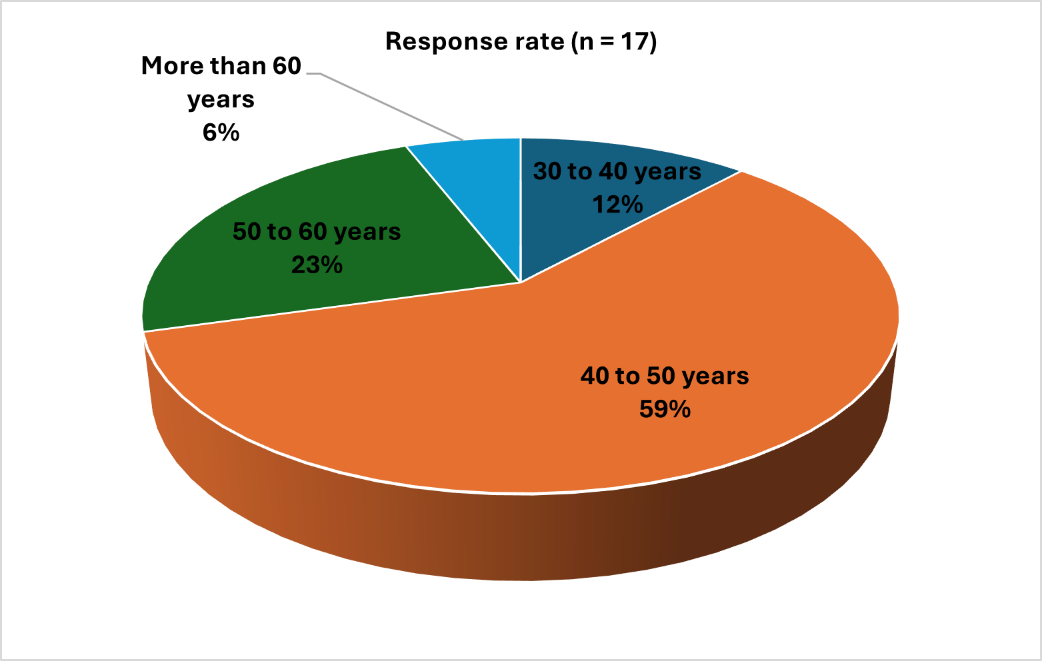 Response rate (n = 17)
More than 60
years
6%
30 to 40 years
12%
50 to 60 years
23%
40 to 50 years
59%